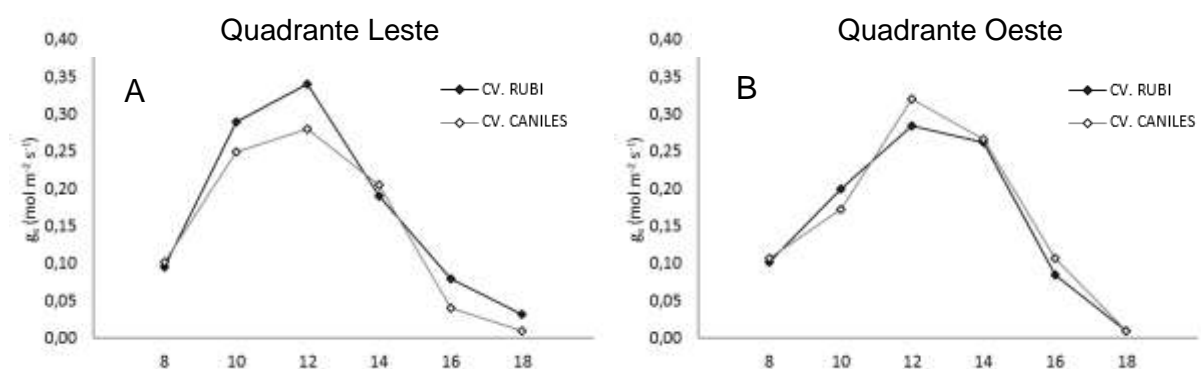 Quadrante Leste
A
CV. RUBI
CV. CANILES
gs (mol m⁻² s⁻¹)
0,40
0,35
0,30
0,25
0,20
0,15
0,10
0,05
0,00
8 10 12 14 16 18
Quadrante Oeste
B
CV. RUBI
CV. CANILES
gs (mol m⁻² s⁻¹)
0,40
0,35
0,30
0,25
0,20
0,15
0,10
0,05
0,00
8 10 12 14 16 18